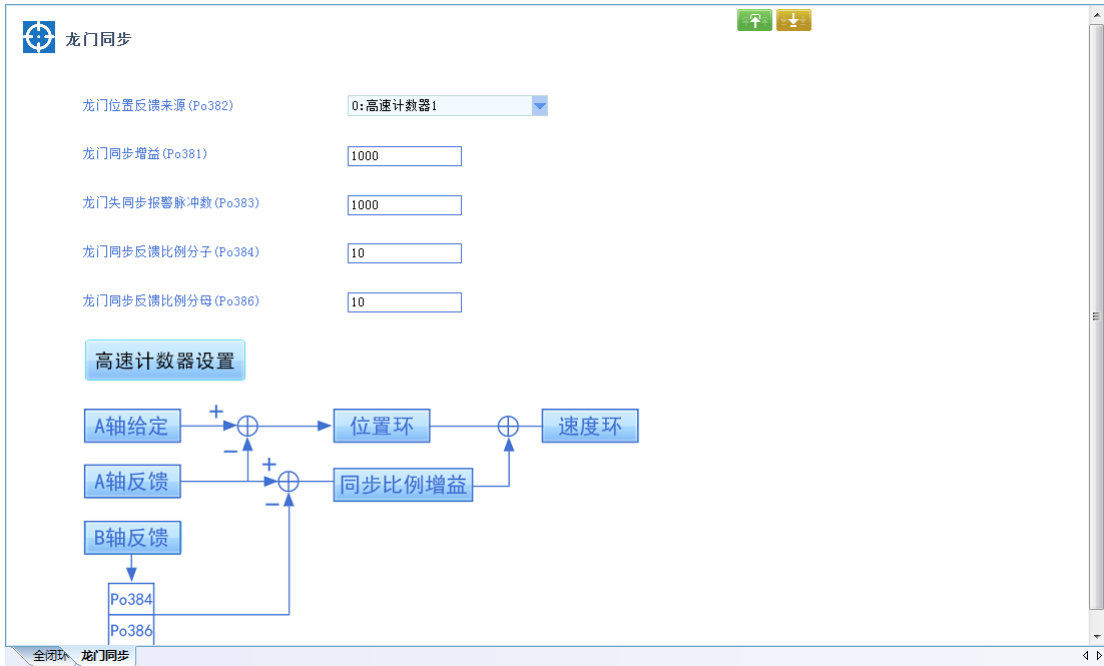 龙门同步
龙门位置反馈来源(Po382)
0:高速计数器1
龙门同步增益(Po381)
1000
龙门失同步报警脉冲数(Po383)
1000
龙门同步反馈比例分子(Po384)
10
龙门同步反馈比例分母(Po386)
10
高速计数器设置
A轴给定
+
−
位置环
速度环
A轴反馈
+
−
同步比例增益
B轴反馈
Po384
Po386
全闭环
龙门同步